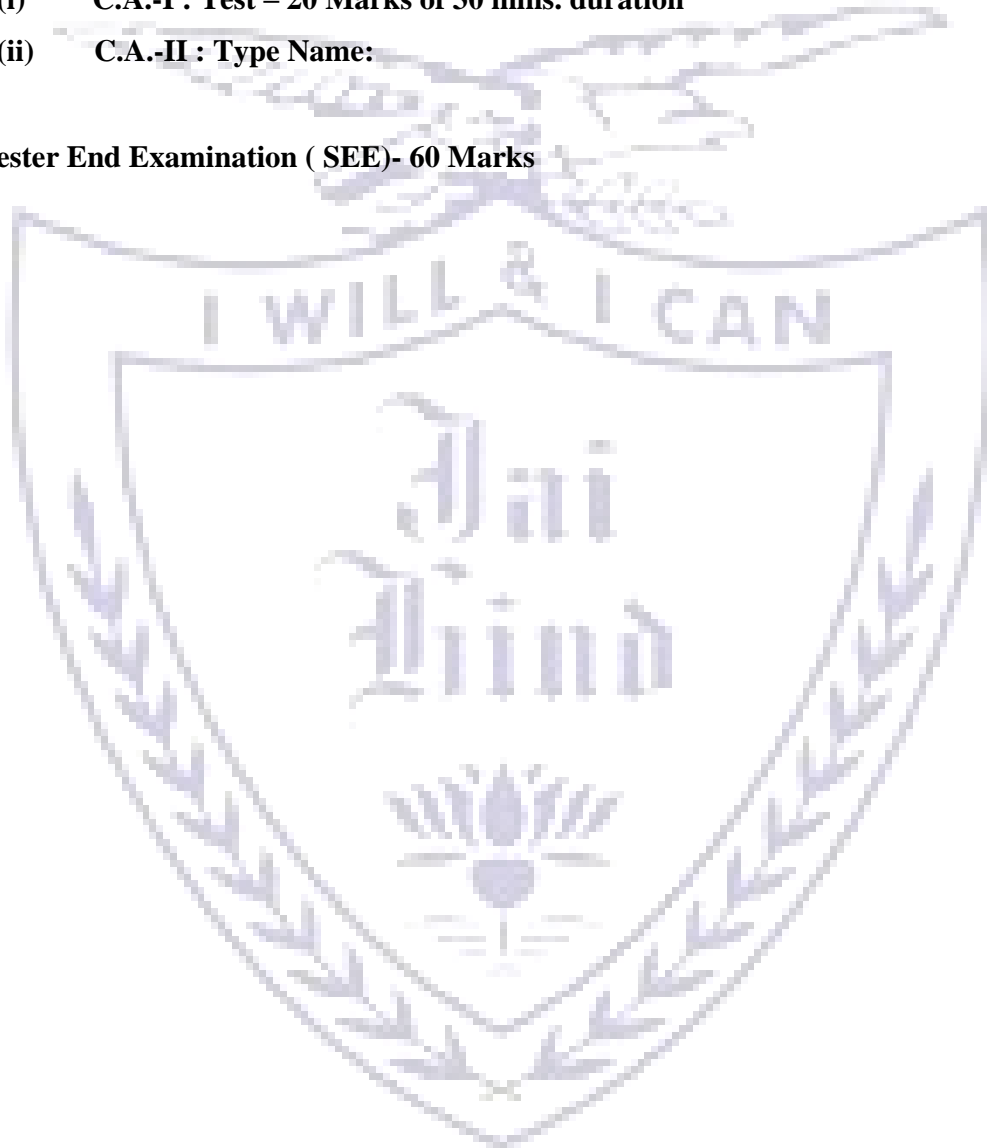 (i) C.A.-I : Test – 20 Marks of 50 mins. duration
(ii) C.A.-II : Type Name:
ester End Examination ( SEE)- 60 Marks
I WILL & I CAN
Jai
Hind